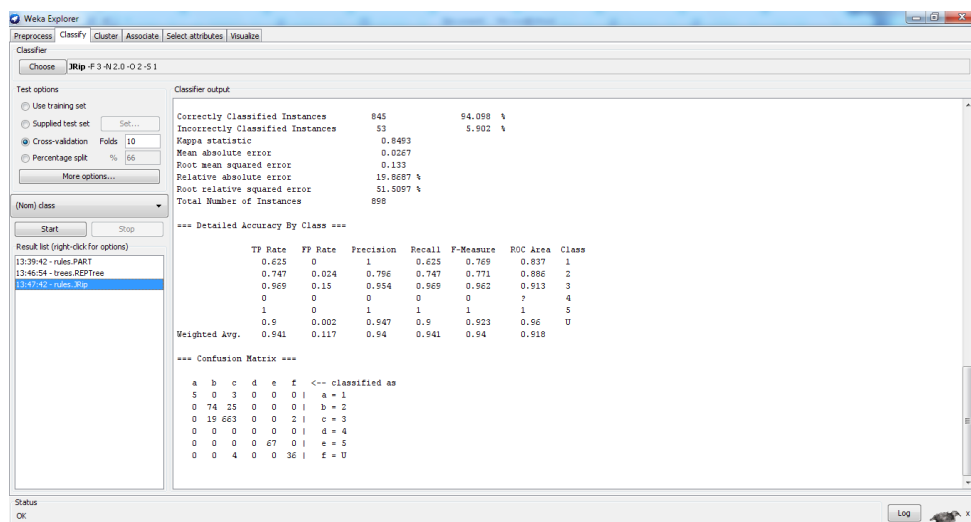 Weka Explorer
Preprocess Classify Cluster Associate Select attributes Visualize
Classifier
Choose JRip -F 3 -N 2.0 -O 2 -S 1
Test options
Use training set
Supplied test set Set...
Cross-validation Folds 10
Percentage split % 66
More options...
(Nom) class
Start Stop
Result list (right-click for options)
13:39:42 - rules.PART
13:46:54 - trees.REPTree
13:47:42 - rules.JRip
Classifier output
Correctly Classified Instances 845 94.098 %
Incorrectly Classified Instances 53 5.902 %
Kappa statistic 0.8493
Mean absolute error 0.0267
Root mean squared error 0.133
Relative absolute error 19.8687 %
Root relative squared error 51.5097 %
Total Number of Instances 898
=== Detailed Accuracy By Class ===
TP Rate FP Rate Precision Recall F-Measure ROC Area Class
0.625 0 1 0.625 0.769 0.837 1
0.747 0.024 0.796 0.747 0.771 0.886 2
0.969 0.15 0.954 0.969 0.962 0.913 3
0 0 0 0 0 ? 4
1 0 1 1 1 1 5
0.9 0.002 0.947 0.9 0.923 0.96 U
Weighted Avg. 0.941 0.117 0.94 0.941 0.94 0.918
=== Confusion Matrix ===
a b c d e f <-- classified as
5 0 3 0 0 0 | a = 1
0 74 25 0 0 0 | b = 2
0 19 663 0 0 2 | c = 3
0 0 0 0 0 0 | d = 4
0 0 0 0 67 0 | e = 5
0 0 4 0 0 36 | f = U
Status
OK
Log
x